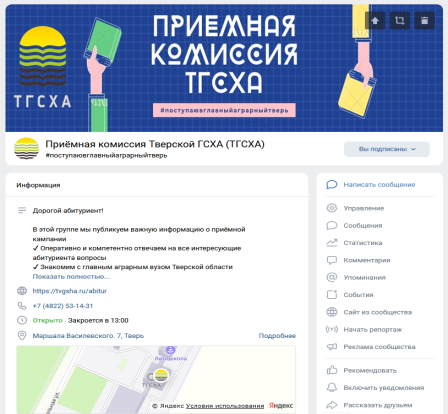 ПРИЕМНАЯ
КОМИССИЯ
ТГСХА
ТГСХА
#поступаювглавныйаграрныйтверь
Приёмная комиссия Тверской ГСХА (ТГСХА)
#поступаювглавныйаграрныйтверь
Вы подписаны
Информация
Дорогой абитуриент!
В этой группе мы публикуем важную информацию о приёмной
кампании
✓ Оперативно и компетентно отвечаем на все интересующие
абитуриента вопросы
✓ Знакомим с главным аграрным вузом Тверской области
Показать полностью...
https://tvgsha.ru/abitur
+7 (4822) 53-14-31
Открыто · Закроется в 13:00
Маршала Василевского. 7, Тверь
Подробнее
Автошкола
ТГСХА
© Яндекс Условия использования Яндекс
Написать сообщение
Управление
Сообщения
Статистика
Комментарии
Упоминания
События
Сайт из сообщества
Начать репортаж
Реклама сообщества
Рекомендовать
Включить уведомления
Рассказать друзьям